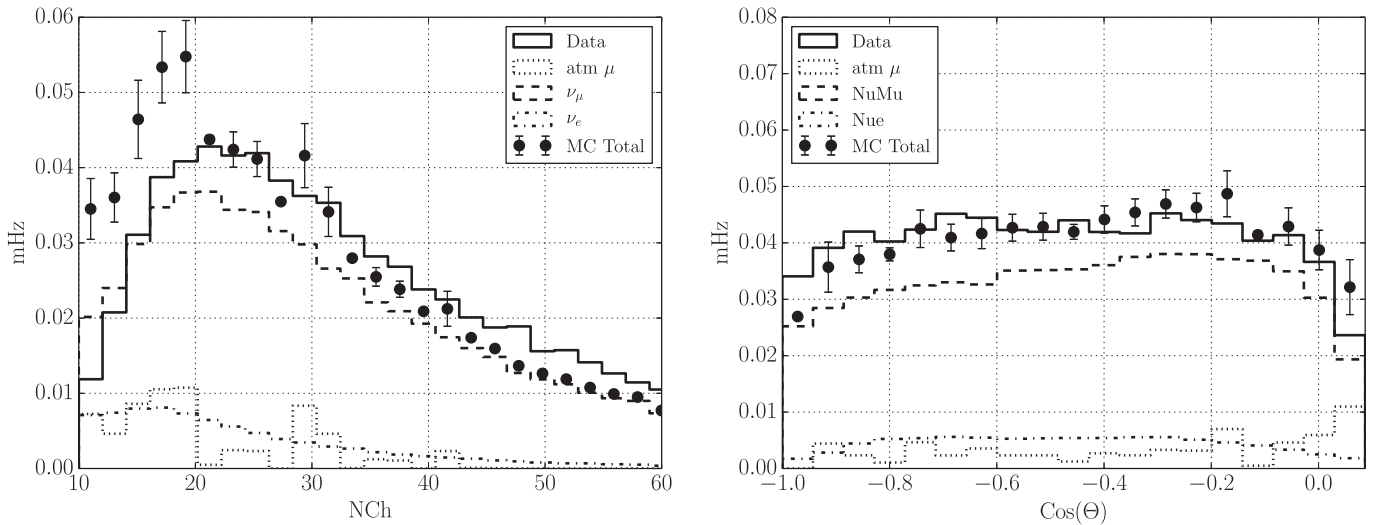 0.06
0.05
0.04
0.03
0.02
0.01
0.00
mHz
10 20 30 40 50 60
NCh
Data
atm μ
ν_μ
ν_e
MC Total
0.08
0.07
0.06
0.05
0.04
0.03
0.02
0.01
0.00
mHz
−1.0 −0.8 −0.6 −0.4 −0.2 0.0
Cos(Θ)
Data
atm μ
NuMu
Nue
MC Total